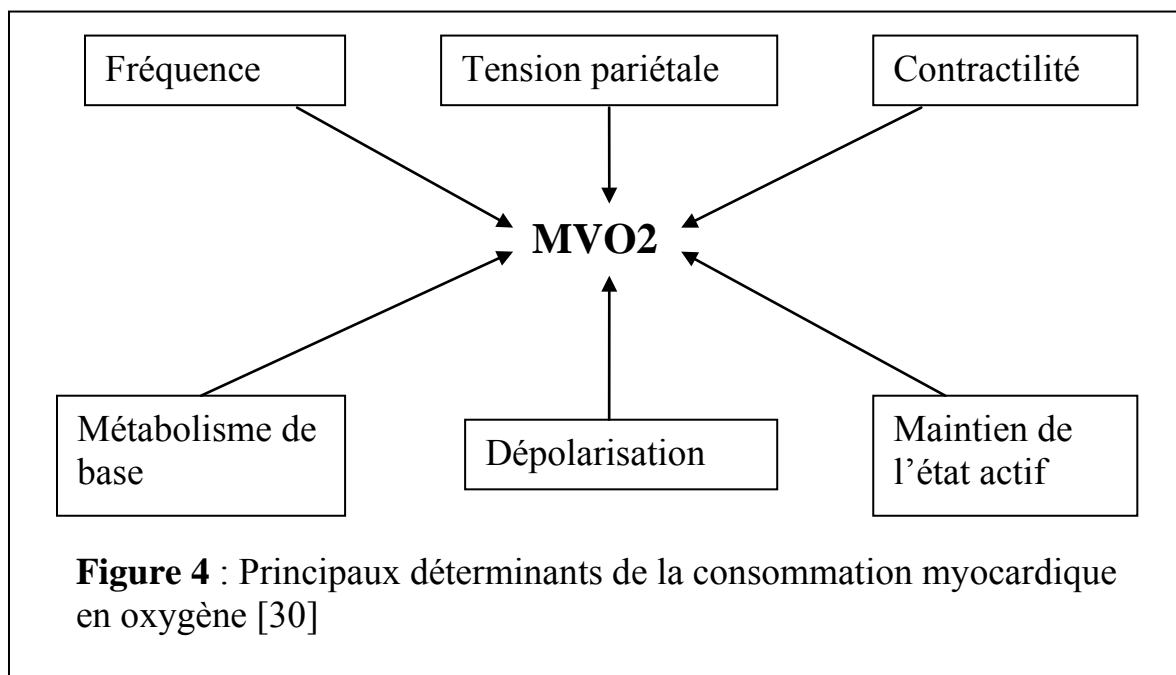 Fréquence
Tension pariétale
Contractilité
MVO2
Métabolisme de
base
Dépolarisation
Maintien de
l’état actif
Figure 4 : Principaux déterminants de la consommation myocardique
en oxygène [30]